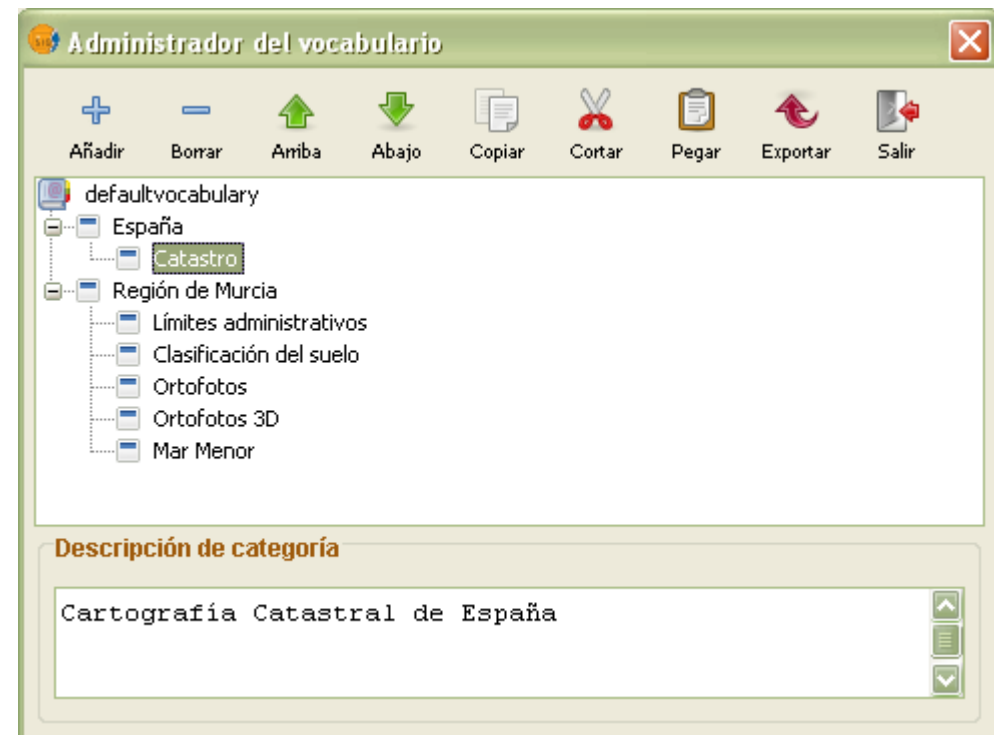 Administrador del vocabulario
Añadir Borrar Arriba Abajo Copiar Cortar Pegar Exportar Salir
defaultvocabulary
España
Catastro
Región de Murcia
Límites administrativos
Clasificación del suelo
Ortofotos
Ortofotos 3D
Mar Menor
Descripción de categoría
Cartografía Catastral de España